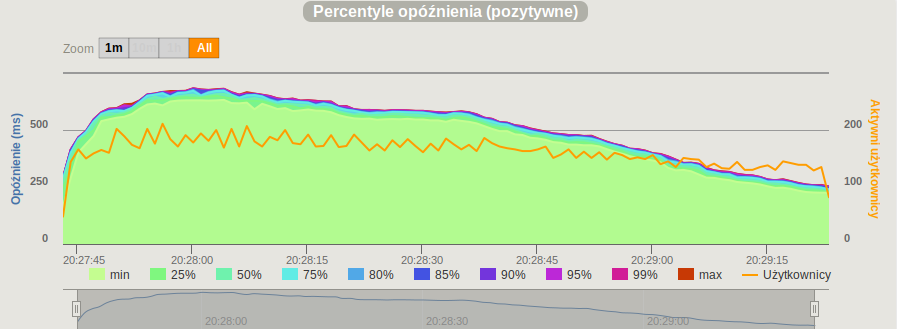 Percentyle opóźnienia (pozytywne)
Zoom 1m 10m 1h All
Opóźnienie (ms)
500
250
0
Aktywni użytkownicy
200
100
0
20:27:45 20:28:00 20:28:15 20:28:30 20:28:45 20:29:00 20:29:15
min 25% 50% 75% 80% 85% 90% 95% 99% max Użytkownicy
20:28:00 20:28:30 20:29:00